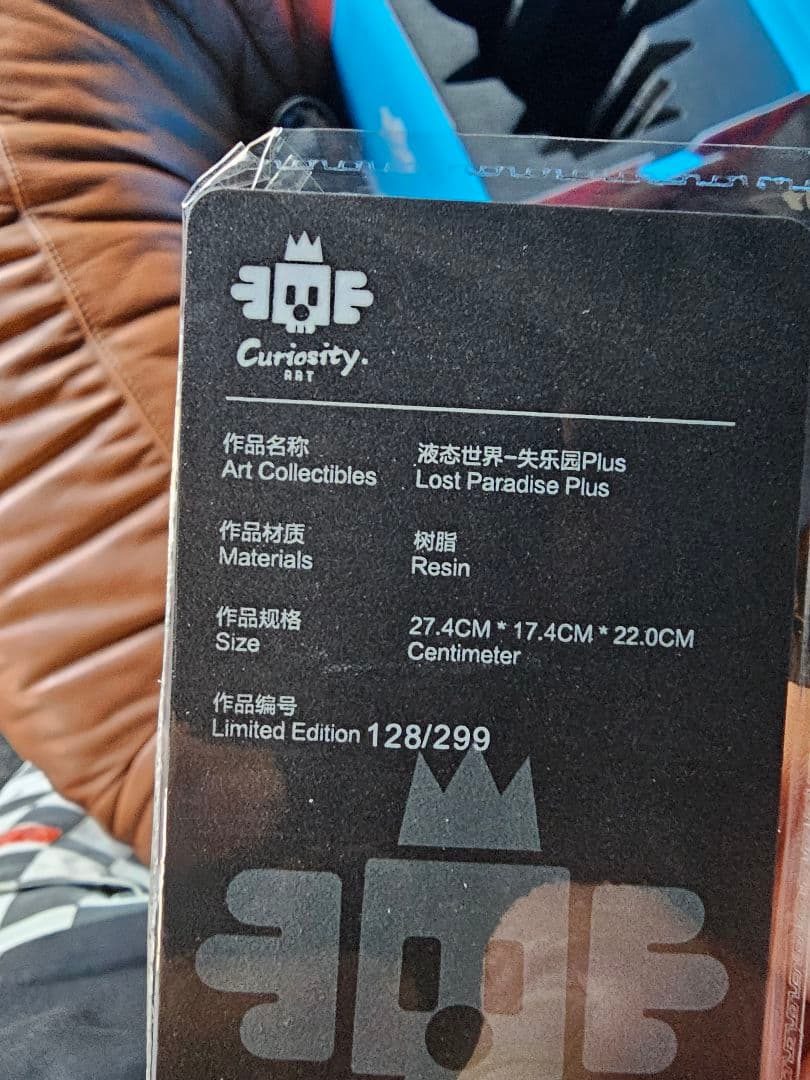 Curiosity.
ART
作品名称
Art Collectibles
液态世界-失乐园Plus
Lost Paradise Plus
作品材质
Materials
树脂
Resin
作品规格
Size
27.4CM * 17.4CM * 22.0CM
Centimeter
作品编号
Limited Edition 128/299